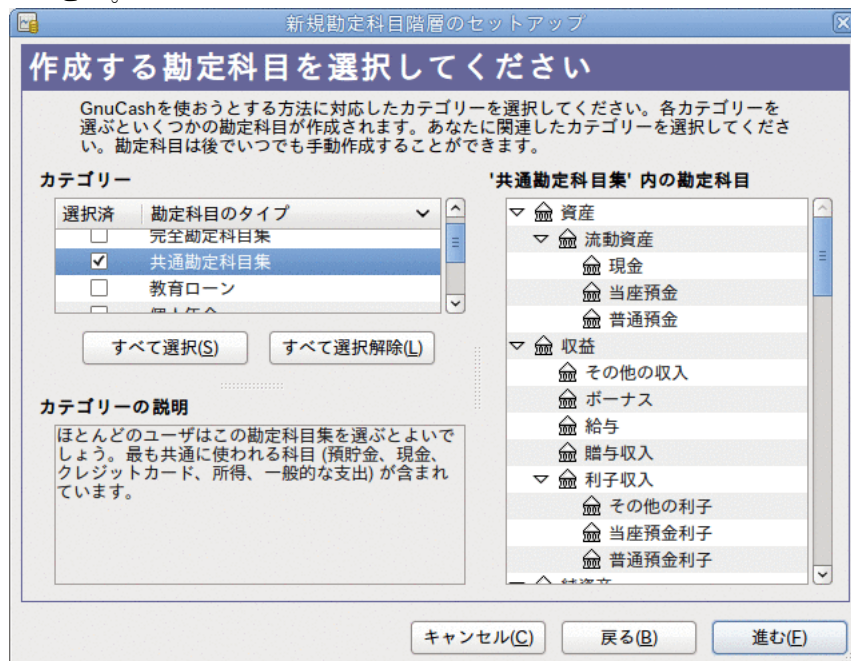 新規勘定科目階層のセットアップ
作成する勘定科目を選択してください
GnuCashを使おうとする方法に対応したカテゴリーを選択してください。各カテゴリーを
選ぶといくつかの勘定科目が作成されます。あなたに関連したカテゴリーを選択してくださ
い。勘定科目は後でいつでも手動作成することができます。
カテゴリー
選択済 勘定科目のタイプ
完全勘定科目集
共通勘定科目集
教育ローン
すべて選択(S) すべて選択解除(L)
カテゴリーの説明
ほとんどのユーザはこの勘定科目集を選ぶとよいで
しょう。最も共通に使われる科目 (預貯金、現金、
クレジットカード、所得、一般的な支出) が含まれ
ています。
'共通勘定科目集' 内の勘定科目
資産
流動資産
現金
当座預金
普通預金
収益
その他の収入
ボーナス
給与
贈与収入
利子収入
その他の利子
当座預金利子
普通預金利子
キャンセル(C) 戻る(B) 進む(F)